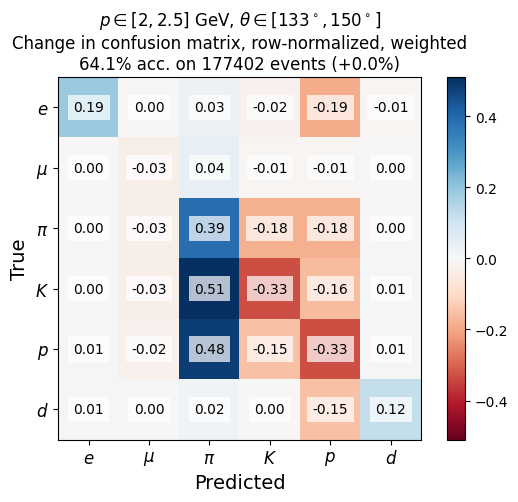 p ∈ [2, 2.5] GeV, θ ∈ [133°, 150°]
Change in confusion matrix, row-normalized, weighted
64.1% acc. on 177402 events (+0.0%)
True
e 0.19 0.00 0.03 -0.02 -0.19 -0.01
μ 0.00 -0.03 0.04 -0.01 -0.01 0.00
π 0.00 -0.03 0.39 -0.18 -0.18 0.00
K 0.00 -0.03 0.51 -0.33 -0.16 0.01
p 0.01 -0.02 0.48 -0.15 -0.33 0.01
d 0.01 0.00 0.02 0.00 -0.15 0.12
e μ π K p d
Predicted
0.4
0.2
0.0
−0.2
−0.4